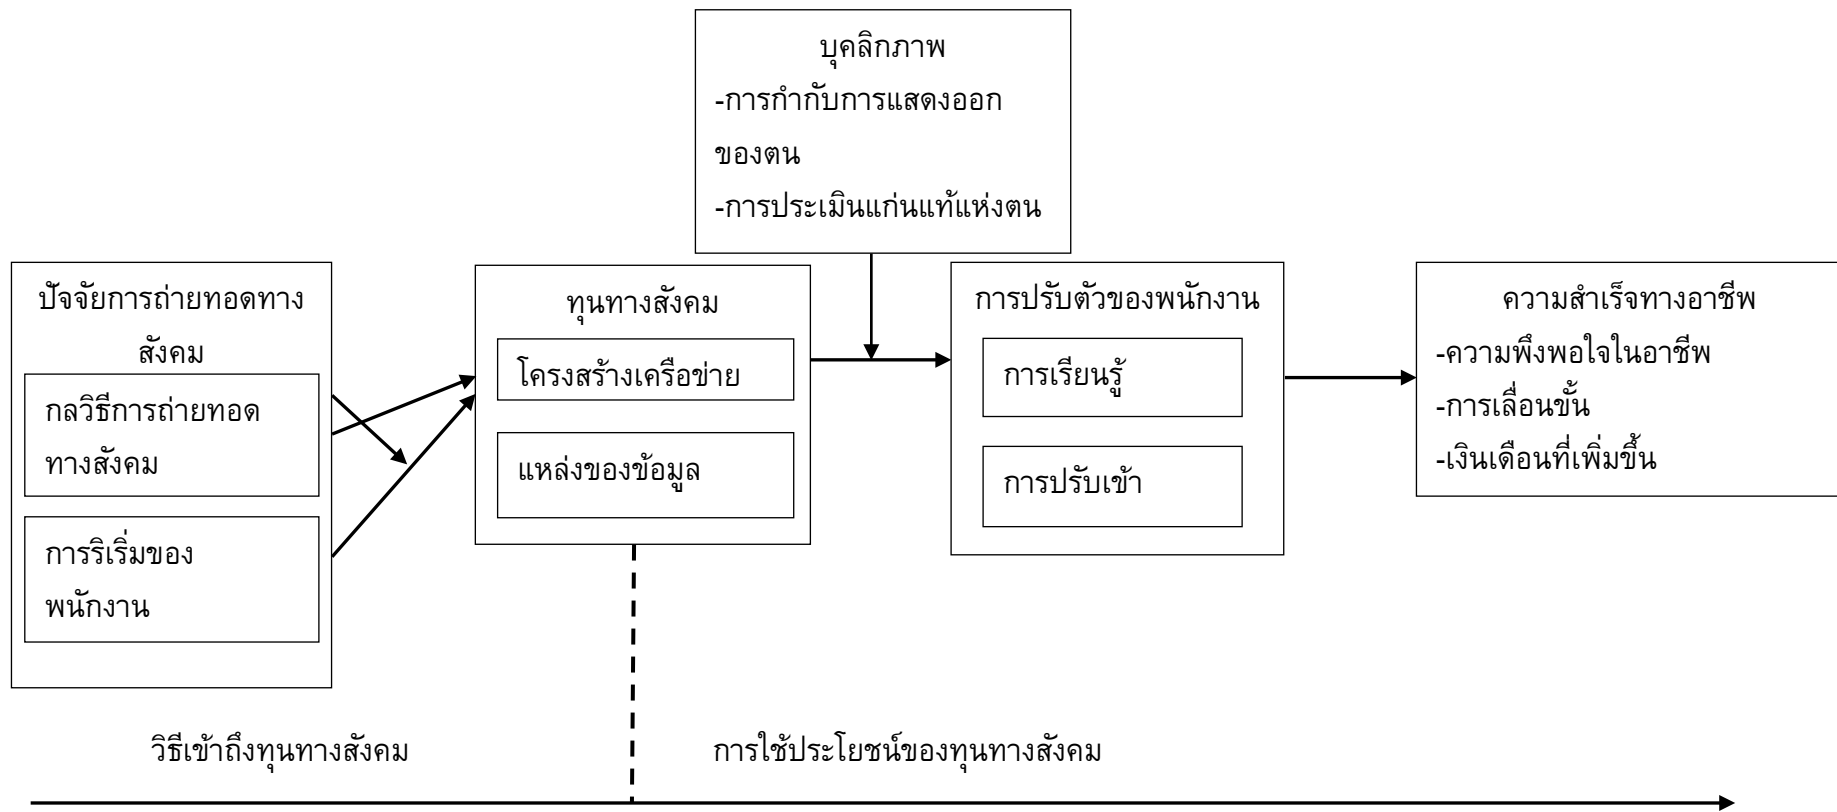 บุคลิกภาพ
-การกำกับการแสดงออก
ของตน
-การประเมินแก่นแท้แห่งตน
ปัจจัยการถ่ายทอดทาง
สังคม
กลวิธีการถ่ายทอด
ทางสังคม
การริเริ่มของ
พนักงาน
ทุนทางสังคม
โครงสร้างเครือข่าย
แหล่งของข้อมูล
การปรับตัวของพนักงาน
การเรียนรู้
การปรับเข้า
ความสำเร็จทางอาชีพ
-ความพึงพอใจในอาชีพ
-การเลื่อนขั้น
-เงินเดือนที่เพิ่มขึ้น
วิธีเข้าถึงทุนทางสังคม
การใช้ประโยชน์ของทุนทางสังคม